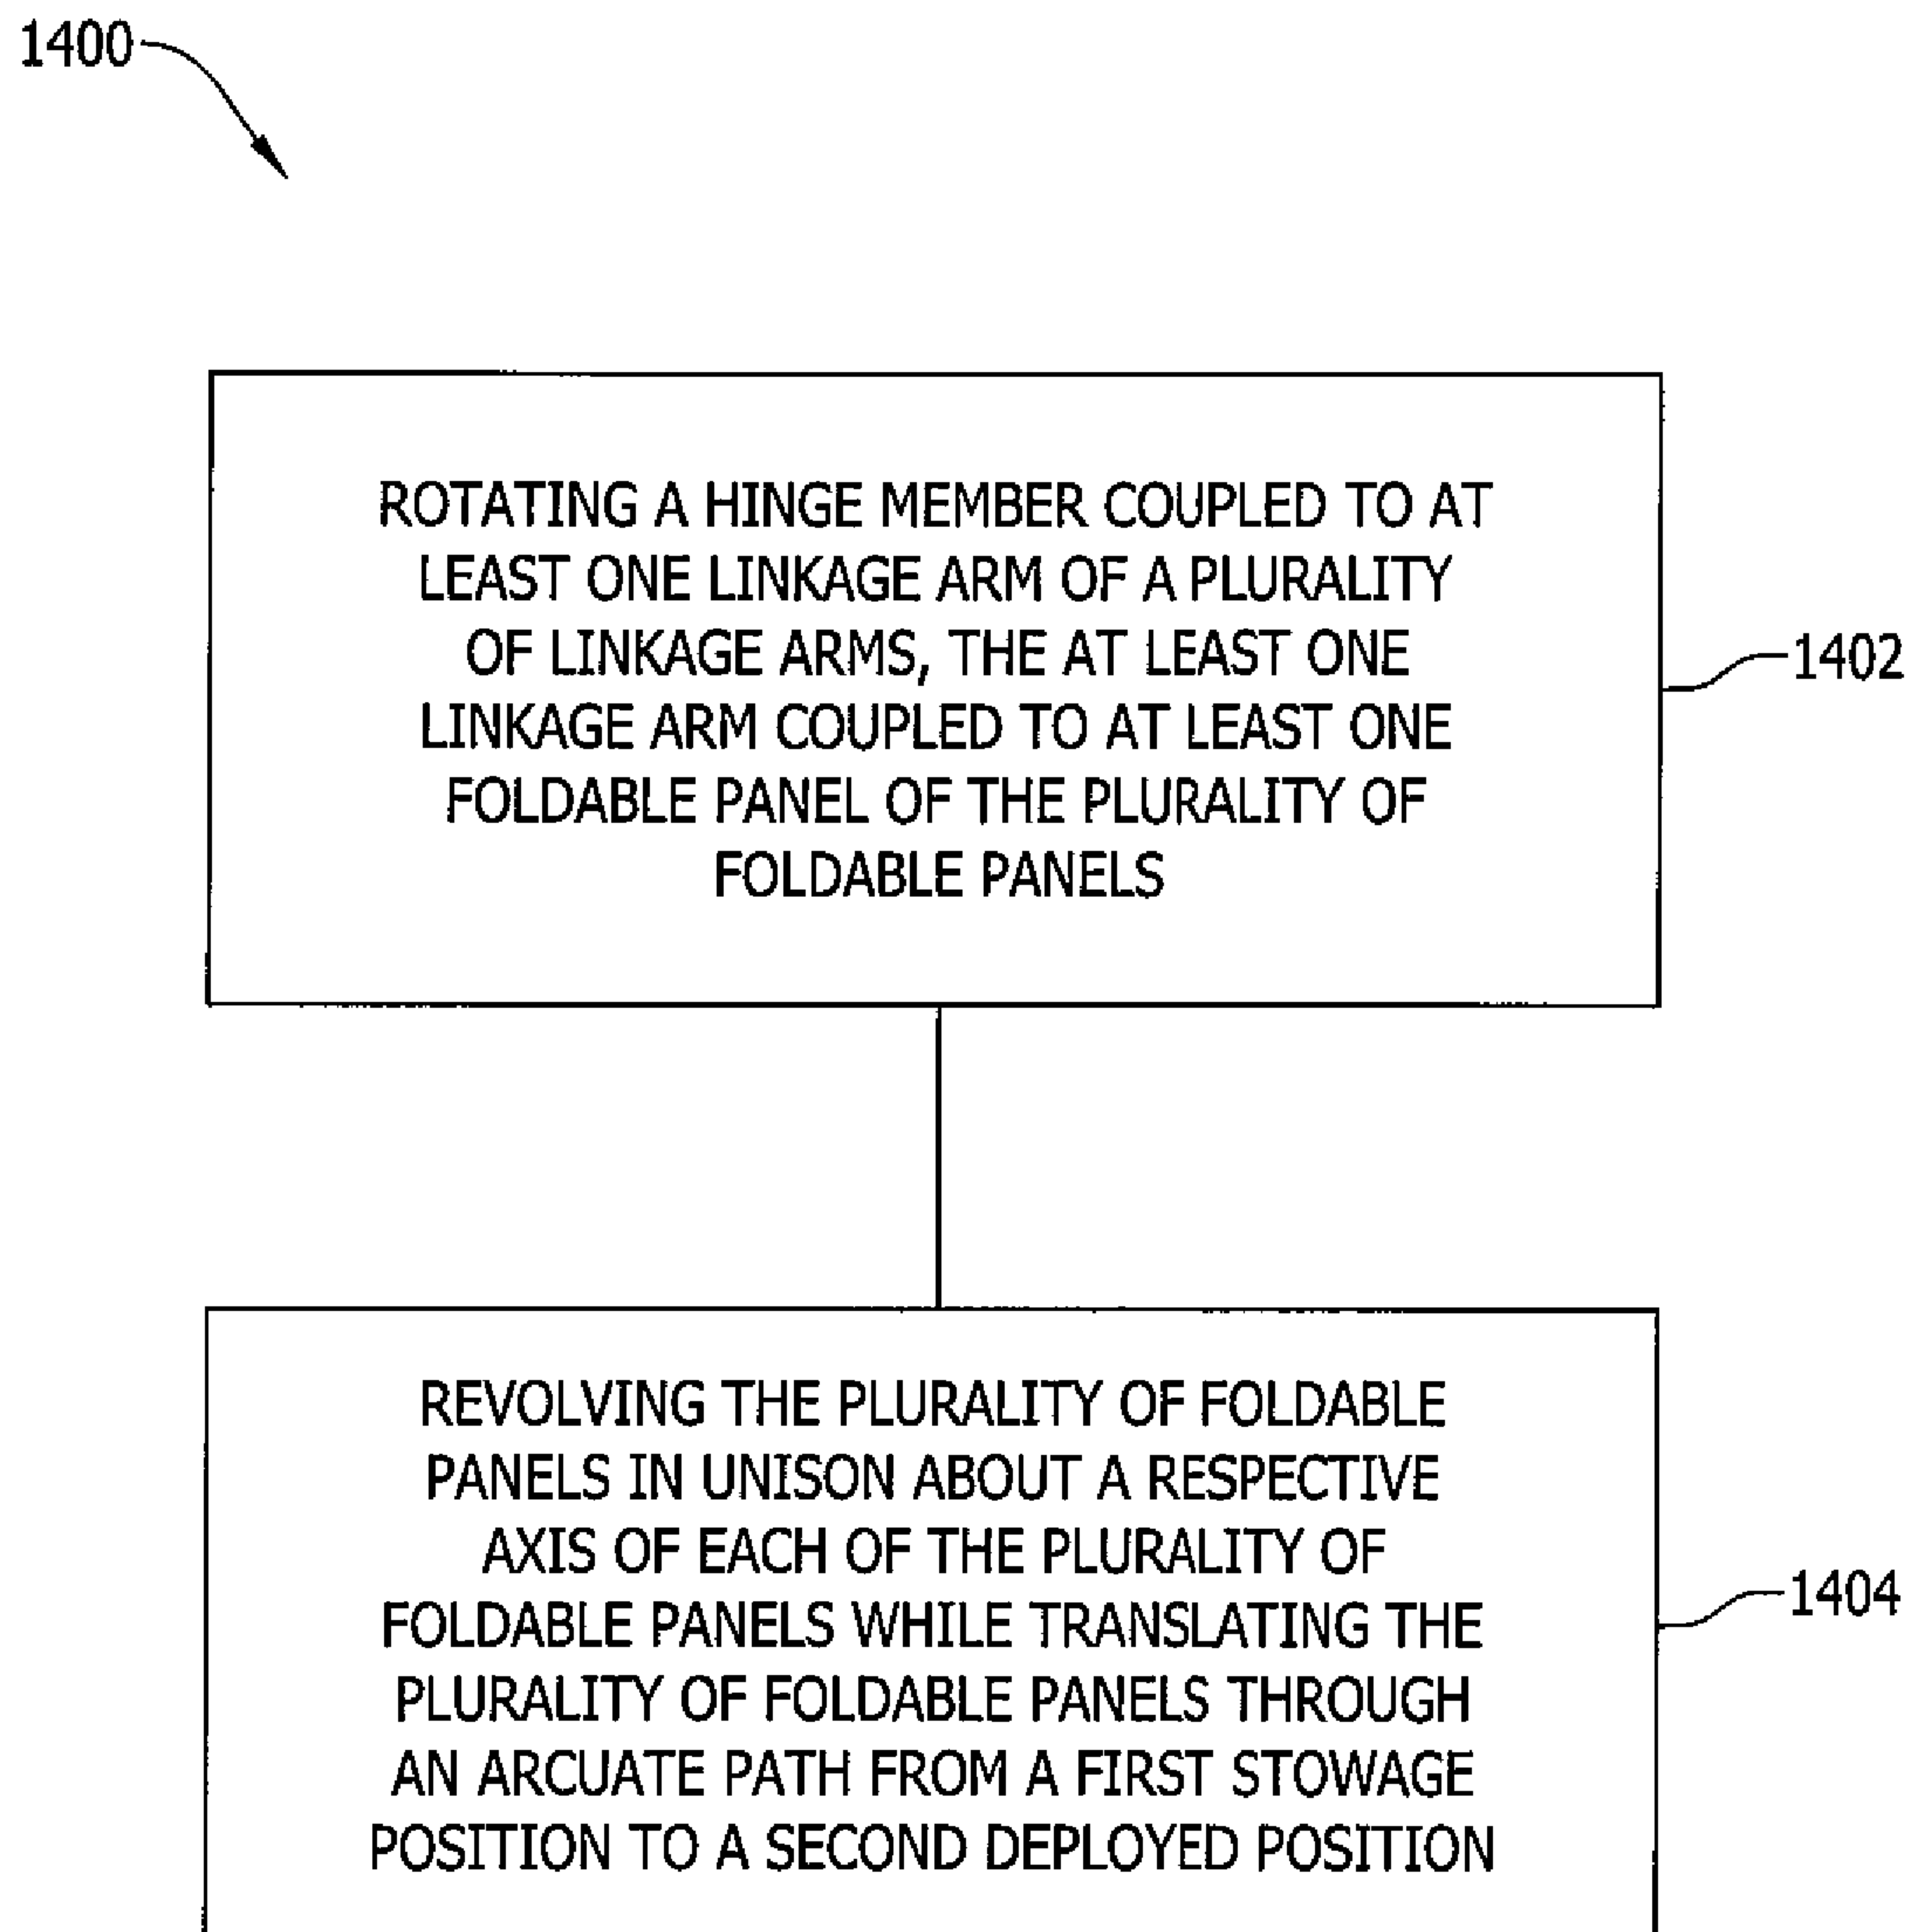 1400
ROTATING A HINGE MEMBER COUPLED TO AT
LEAST ONE LINKAGE ARM OF A PLURALITY
OF LINKAGE ARMS, THE AT LEAST ONE
LINKAGE ARM COUPLED TO AT LEAST ONE
FOLDABLE PANEL OF THE PLURALITY OF
FOLDABLE PANELS
1402
REVOLVING THE PLURALITY OF FOLDABLE
PANELS IN UNISON ABOUT A RESPECTIVE
AXIS OF EACH OF THE PLURALITY OF
FOLDABLE PANELS WHILE TRANSLATING THE
PLURALITY OF FOLDABLE PANELS THROUGH
AN ARCUATE PATH FROM A FIRST STOWAGE
POSITION TO A SECOND DEPLOYED POSITION
1404